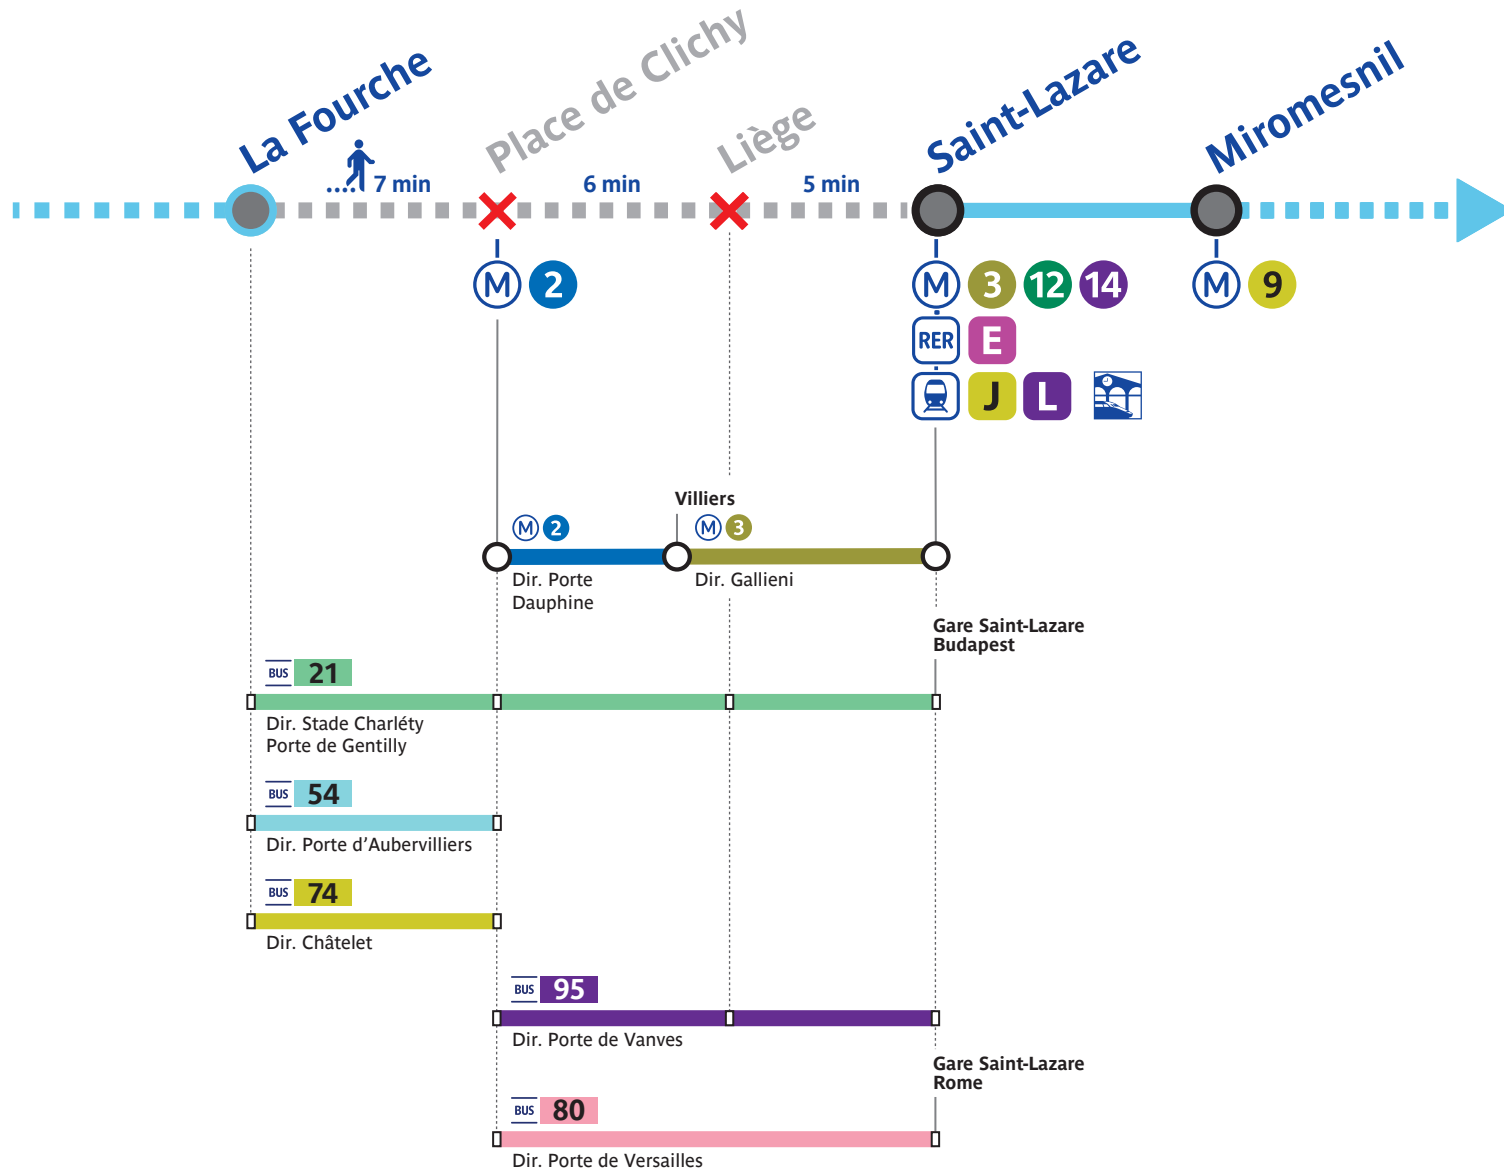 La Fourche
Place de Clichy
Liège
Saint-Lazare
Miromesnil
7 min
6 min
5 min
M 2
M 3 12 14
M 9
RER E
J L
Villiers
M 2
M 3
Dir. Porte
Dauphine
Dir. Gallieni
Gare Saint-Lazare
Budapest
BUS 21
Dir. Stade Charléty
Porte de Gentilly
BUS 54
Dir. Porte d’Aubervilliers
BUS 74
Dir. Châtelet
BUS 95
Dir. Porte de Vanves
Gare Saint-Lazare
Rome
BUS 80
Dir. Porte de Versailles